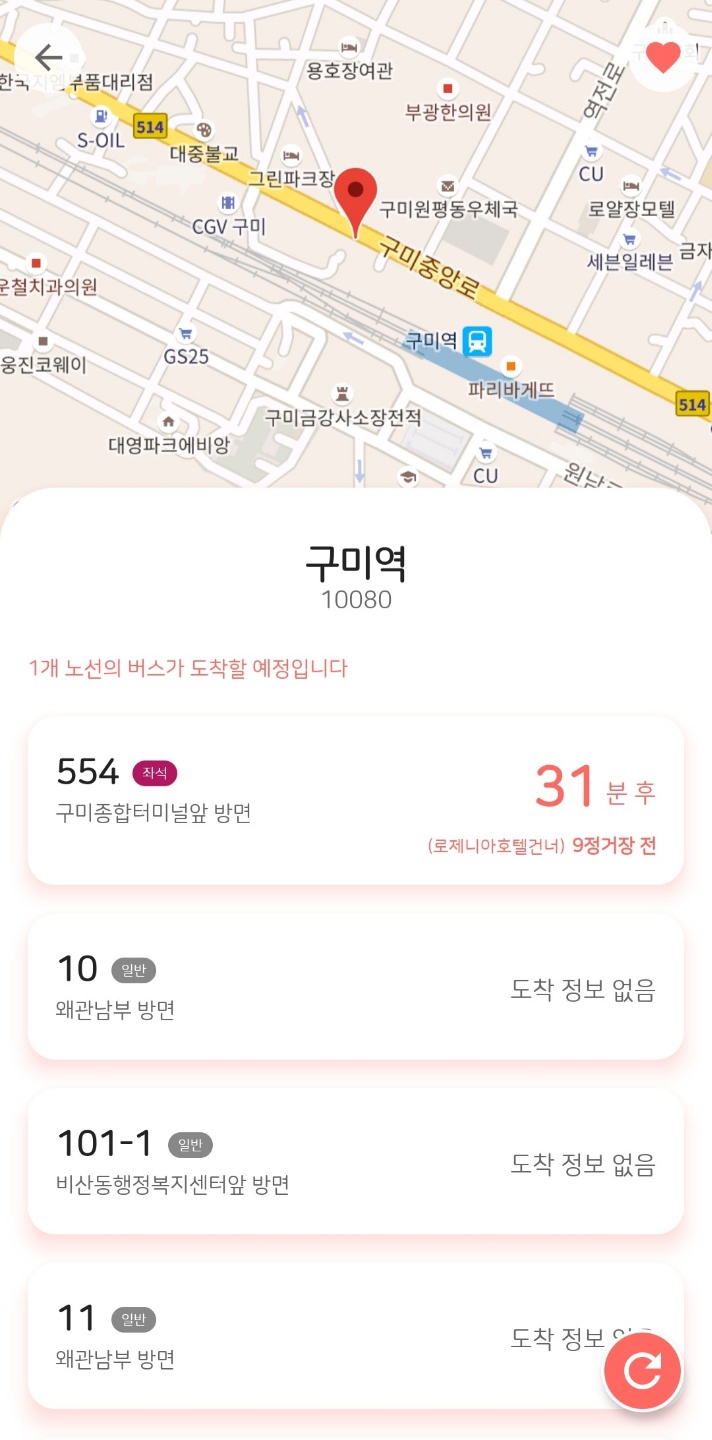 용호장여관
한국지엠부품대리점
부광한의원
역전로
S-OIL
514
대중불교
그린파크장
CU
구미원평동우체국
로얄장모텔
CGV 구미
세븐일레븐
구미중앙로
운철치과의원
구미역
GS25
웅진코웨이
파리바게뜨
514
구미금강사소장전적
대영파크에비앙
CU
구미역
10080
1개 노선의 버스가 도착할 예정입니다
554 좌석
구미종합터미널앞 방면
31 분 후
(로제니아호텔건너) 9정거장 전
10 일반
왜관남부 방면
도착 정보 없음
101-1 일반
비산동행정복지센터앞 방면
도착 정보 없음
11 일반
왜관남부 방면
도착 정보